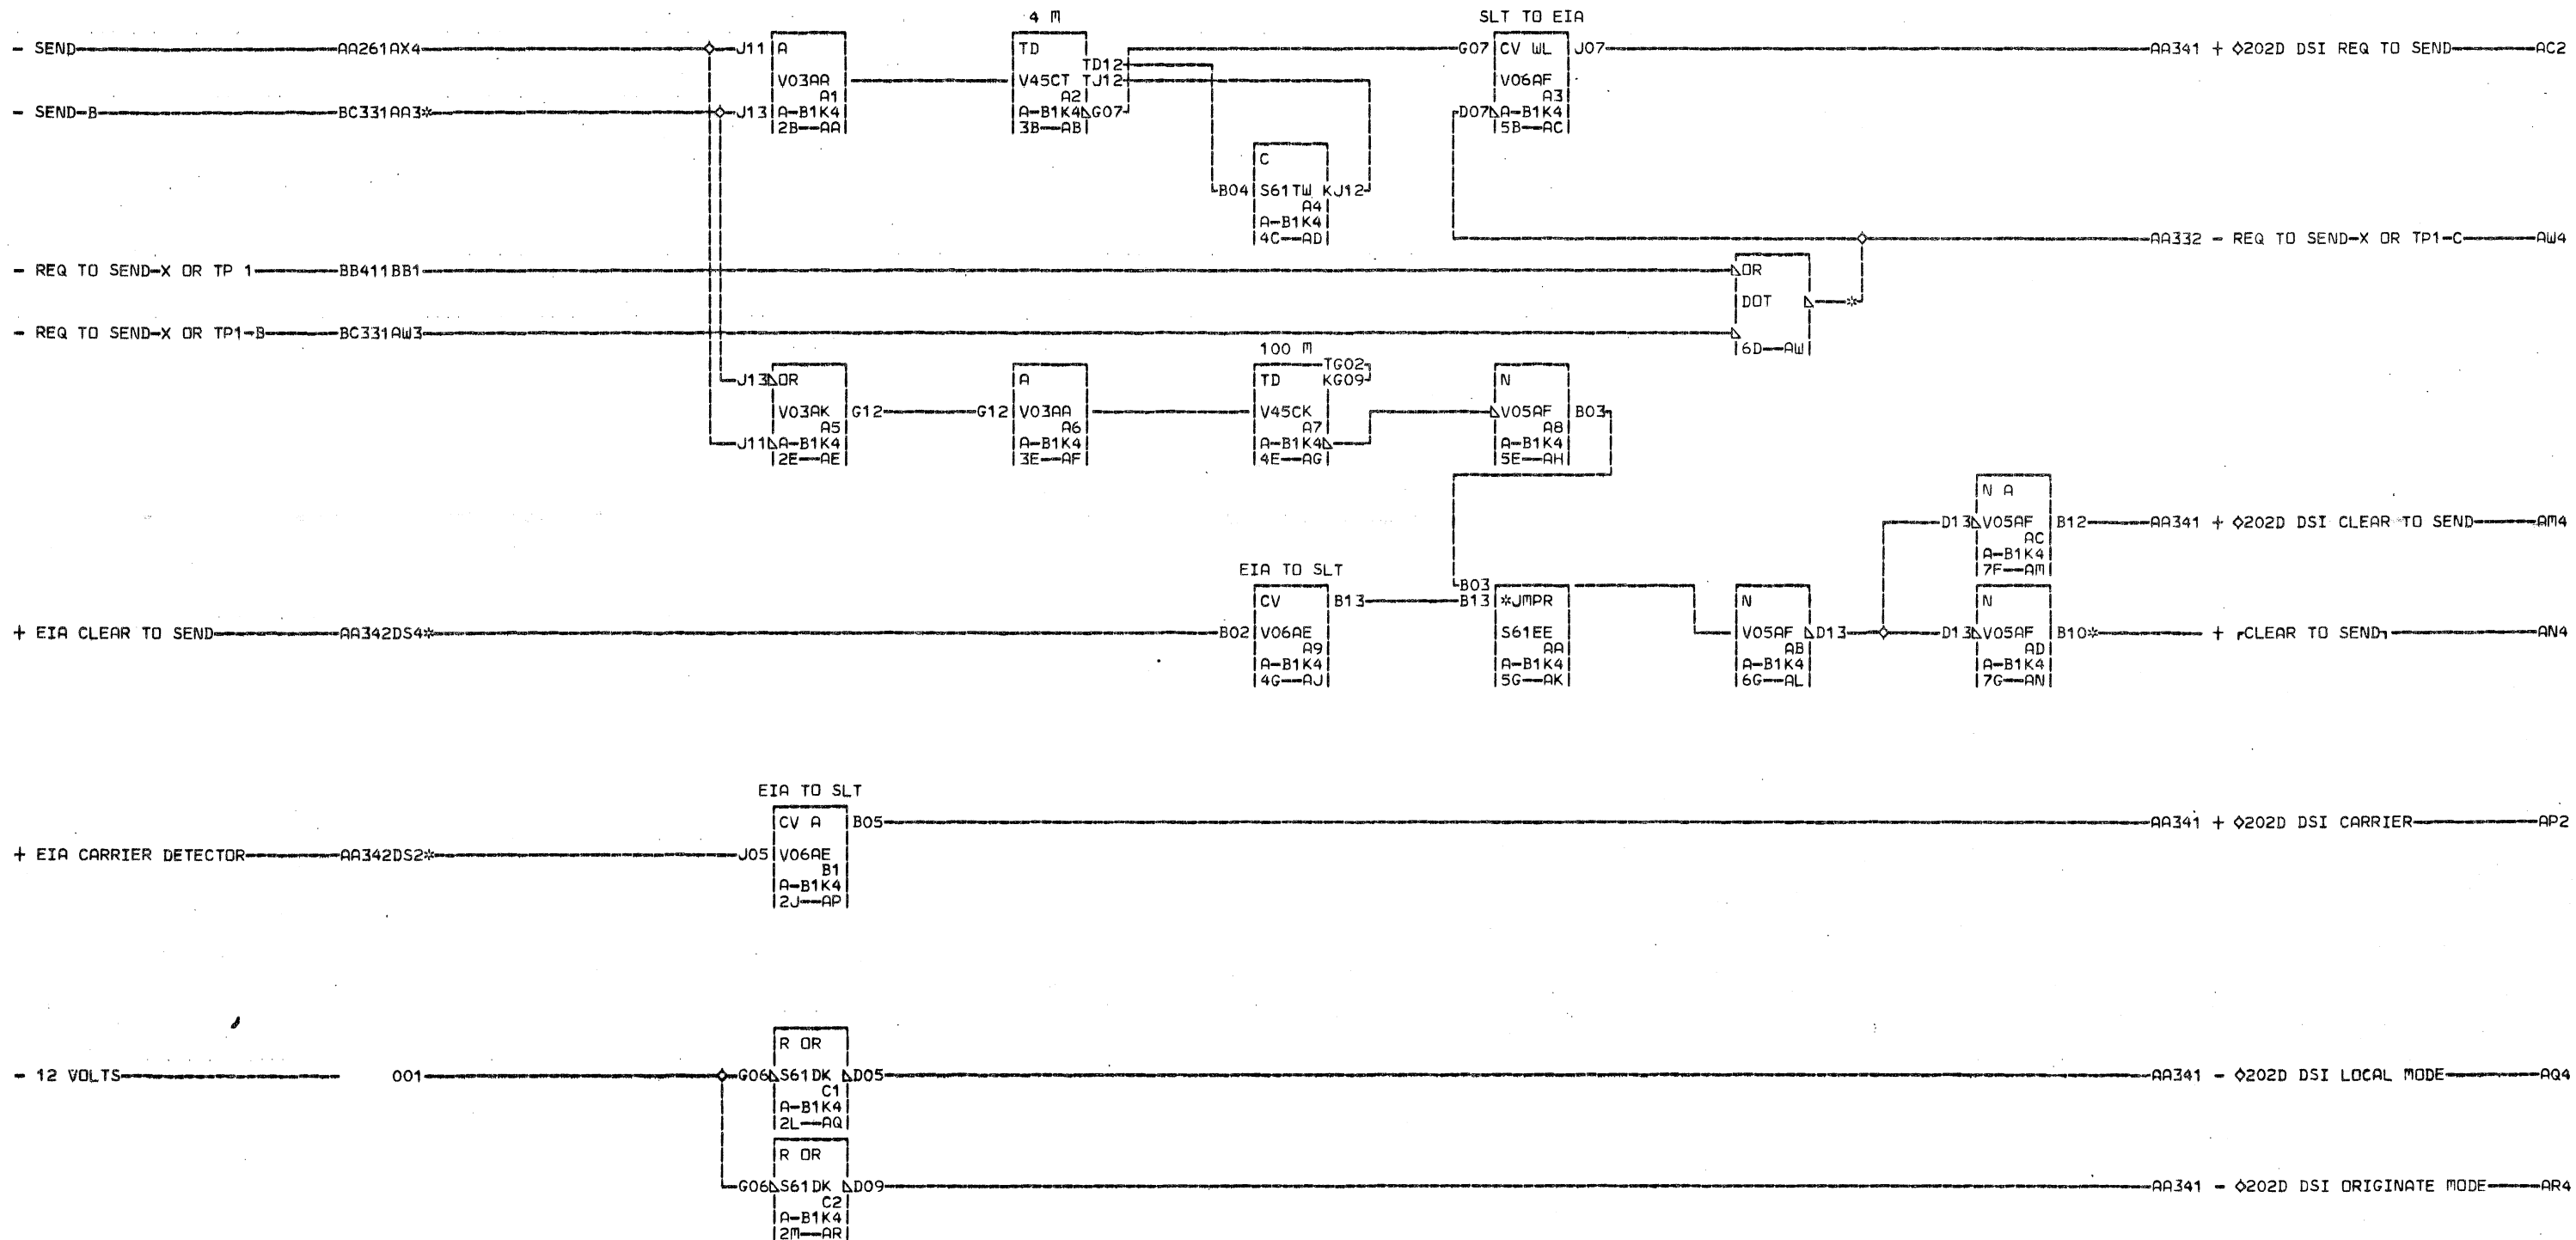 4 M
SLT TO EIA
- SEND AA261AX4 J11 A TD G07 CV WL J07 AA341 + ◇202D DSI REQ TO SEND AC2
TD12
V03AA V45CT TJ12 V06AF
A1 A2 A3
- SEND-B BC331AA3* J13 A-B1K4 A-B1K4 G07 D07 A-B1K4
2B--AA 3B--AB 5B--AC
C
B04 S61TW KJ12
A4
A-B1K4
4C--AD
AA332 - REQ TO SEND-X OR TP1-C AW4
- REQ TO SEND-X OR TP 1 BB411BB1 OR
DOT *
- REQ TO SEND-X OR TP1-B BC331AW3
6D--AW
100 M
TG02
J13 OR A TD KG09 N
V03AK G12 G12 V03AA V45CK V05AF B03
A5 A6 A7 A8
J11 A-B1K4 A-B1K4 A-B1K4 A-B1K4
2E--AE 3E--AF 4E--AG 5E--AH
N A
D13 V05AF B12 AA341 + ◇202D DSI CLEAR TO SEND AM4
AC
A-B1K4
7F--AM
EIA TO SLT
B03
CV B13 B13 *JMPR N N
+ EIA CLEAR TO SEND AA342DS4* B02 V06AE S61EE V05AF D13 D13 V05AF B10* + CLEAR TO SEND AN4
A9 AA AB AD
A-B1K4 A-B1K4 A-B1K4 A-B1K4
4G--AJ 5G--AK 6G--AL 7G--AN
EIA TO SLT
CV A B05 AA341 + ◇202D DSI CARRIER AP2
+ EIA CARRIER DETECTOR AA342DS2* J05 V06AE
B1
A-B1K4
2J--AP
R OR
- 12 VOLTS 001 G06 S61DK D05 AA341 - ◇202D DSI LOCAL MODE AQ4
C1
A-B1K4
2L--AQ
R OR
G06 S61DK D09 AA341 - ◇202D DSI ORIGINATE MODE AR4
C2
A-B1K4
2M--AR